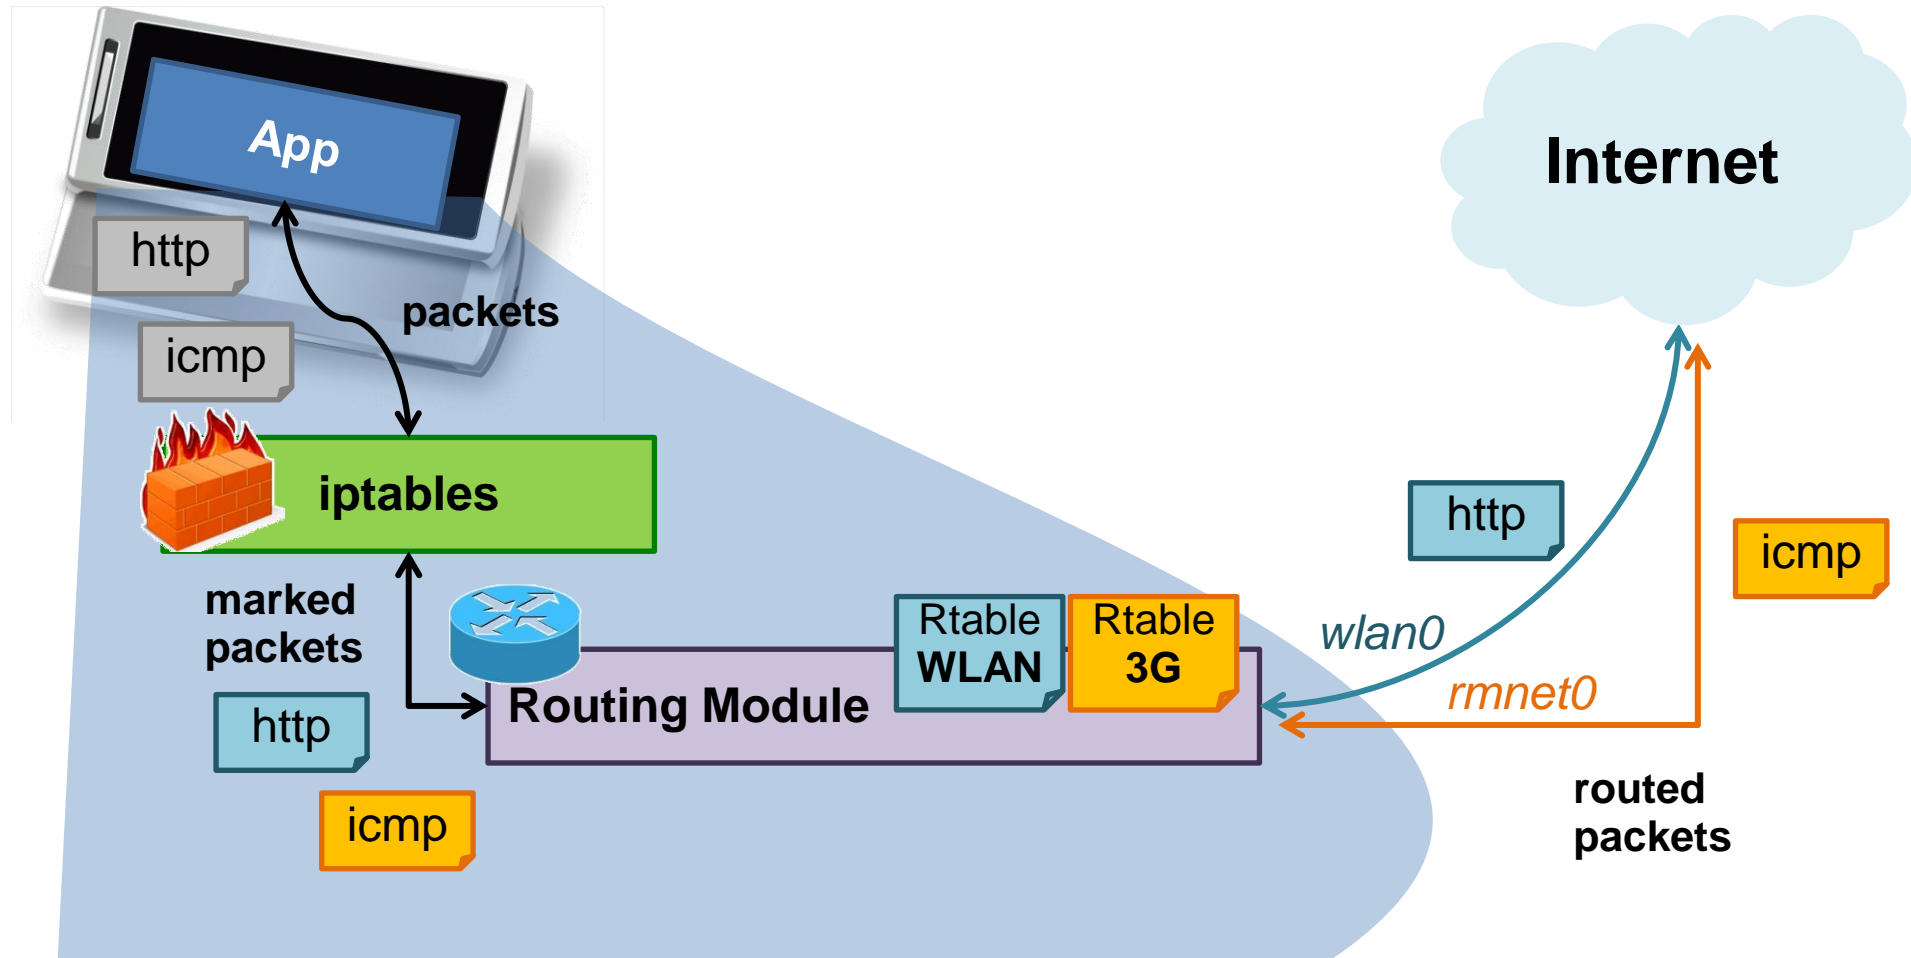 App
Internet
http
packets
icmp
iptables
http
icmp
marked
packets
Rtable
WLAN
Rtable
3G
wlan0
rmnet0
Routing Module
http
icmp
routed
packets